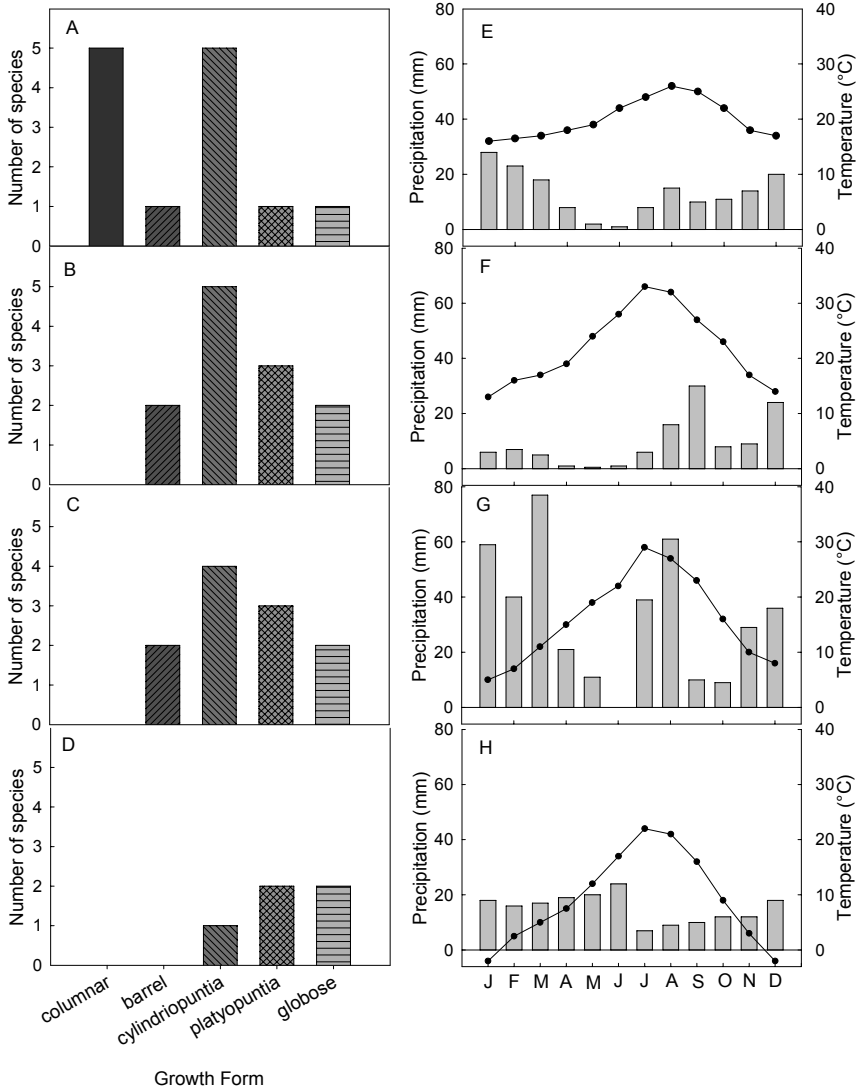 A
Number of species
5
4
3
2
1
0
B
Number of species
5
4
3
2
1
0
C
Number of species
5
4
3
2
1
0
D
Number of species
5
4
3
2
1
0
columnar
barrel
cylindriopuntia
platyopuntia
globose
Growth Form
E
Precipitation (mm)
80
60
40
20
0
Temperature (°C)
40
30
20
10
0
F
Precipitation (mm)
80
60
40
20
0
Temperature (°C)
40
30
20
10
0
G
Precipitation (mm)
80
60
40
20
0
Temperature (°C)
40
30
20
10
0
H
Precipitation (mm)
80
60
40
20
0
Temperature (°C)
40
30
20
10
0
J F M A M J J A S O N D